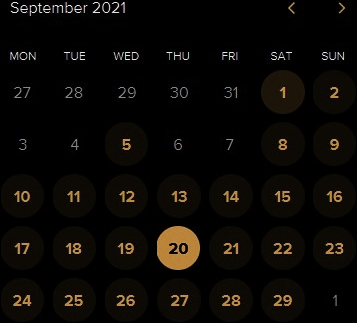 September 2021
MON TUE WED THU FRI SAT SUN
27 28 29 30 31 1 2
3 4 5 6 7 8 9
10 11 12 13 14 15 16
17 18 19 20 21 22 23
24 25 26 27 28 29 1